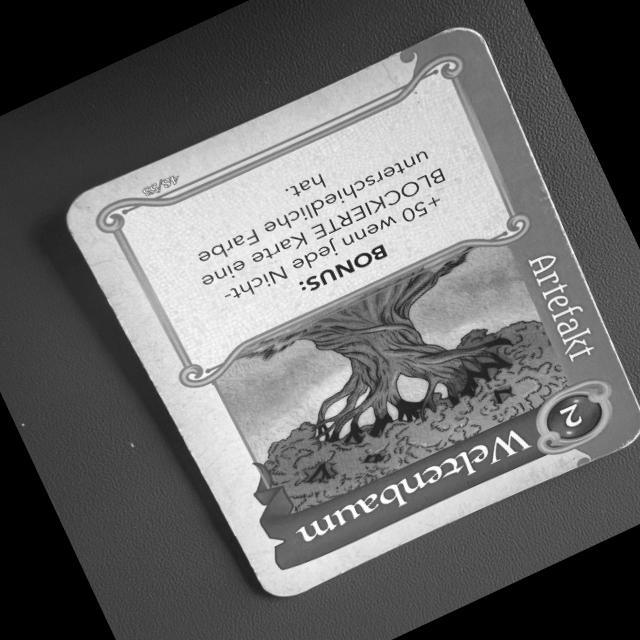 2
Weltenbaum
Artefakt
BONUS:
+50 wenn jede Nicht-
BLOCKIERTE Karte eine
unterschiedliche Farbe
hat.